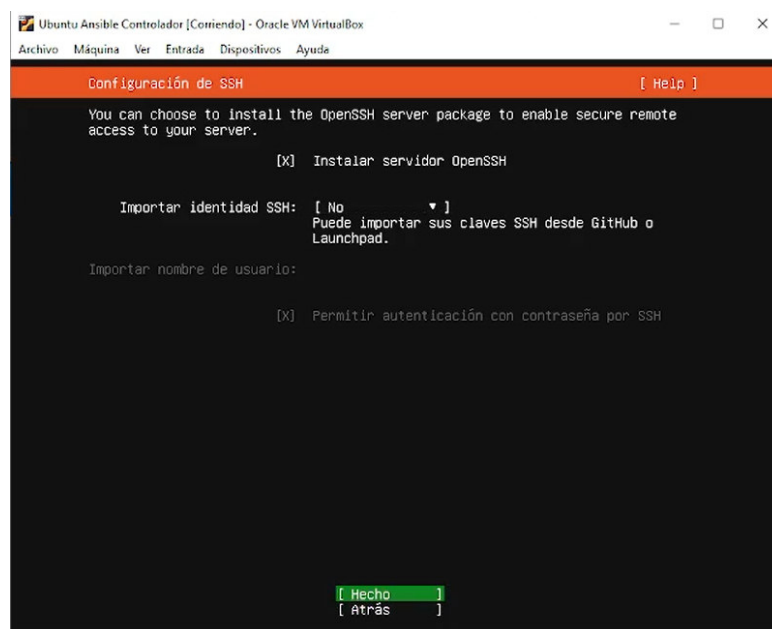 Ubuntu Ansible Controlador [Corriendo] - Oracle VM VirtualBox
Archivo Máquina Ver Entrada Dispositivos Ayuda
Configuración de SSH [ Help ]
You can choose to install the OpenSSH server package to enable secure remote
access to your server.
[X] Instalar servidor OpenSSH
Importar identidad SSH: [ No ▼ ]
Puede importar sus claves SSH desde GitHub o
Launchpad.
Importar nombre de usuario:
[X] Permitir autenticación con contraseña por SSH
[ Hecho ]
[ Atrás ]